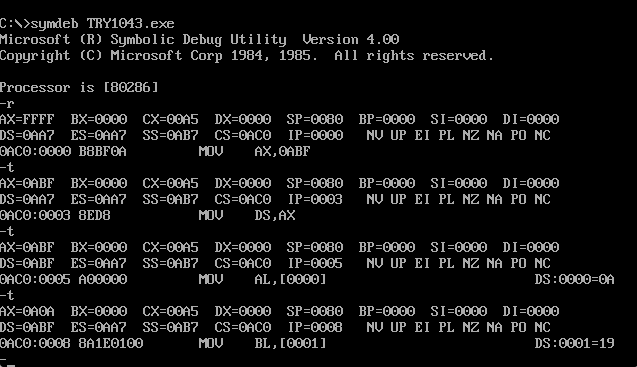 C:\>symdeb TRY1043.exe
Microsoft (R) Symbolic Debug Utility  Version 4.00
Copyright (C) Microsoft Corp 1984, 1985.  All rights reserved.

Processor is [80286]
-r
AX=FFFF  BX=0000  CX=00A5  DX=0000  SP=0080  BP=0000  SI=0000  DI=0000
DS=0AA7  ES=0AA7  SS=0AB7  CS=0AC0  IP=0000   NV UP EI PL NZ NA PO NC
0AC0:0000 B8BF0A         MOV    AX,0ABF
-t
AX=0ABF  BX=0000  CX=00A5  DX=0000  SP=0080  BP=0000  SI=0000  DI=0000
DS=0AA7  ES=0AA7  SS=0AB7  CS=0AC0  IP=0003   NV UP EI PL NZ NA PO NC
0AC0:0003 8ED8           MOV    DS,AX
-t
AX=0ABF  BX=0000  CX=00A5  DX=0000  SP=0080  BP=0000  SI=0000  DI=0000
DS=0ABF  ES=0AA7  SS=0AB7  CS=0AC0  IP=0005   NV UP EI PL NZ NA PO NC
0AC0:0005 A00000         MOV    AL,[0000]                          DS:0000=0A
-t
AX=0A0A  BX=0000  CX=00A5  DX=0000  SP=0080  BP=0000  SI=0000  DI=0000
DS=0ABF  ES=0AA7  SS=0AB7  CS=0AC0  IP=0008   NV UP EI PL NZ NA PO NC
0AC0:0008 8A1E0100       MOV    BL,[0001]                          DS:0001=19
-